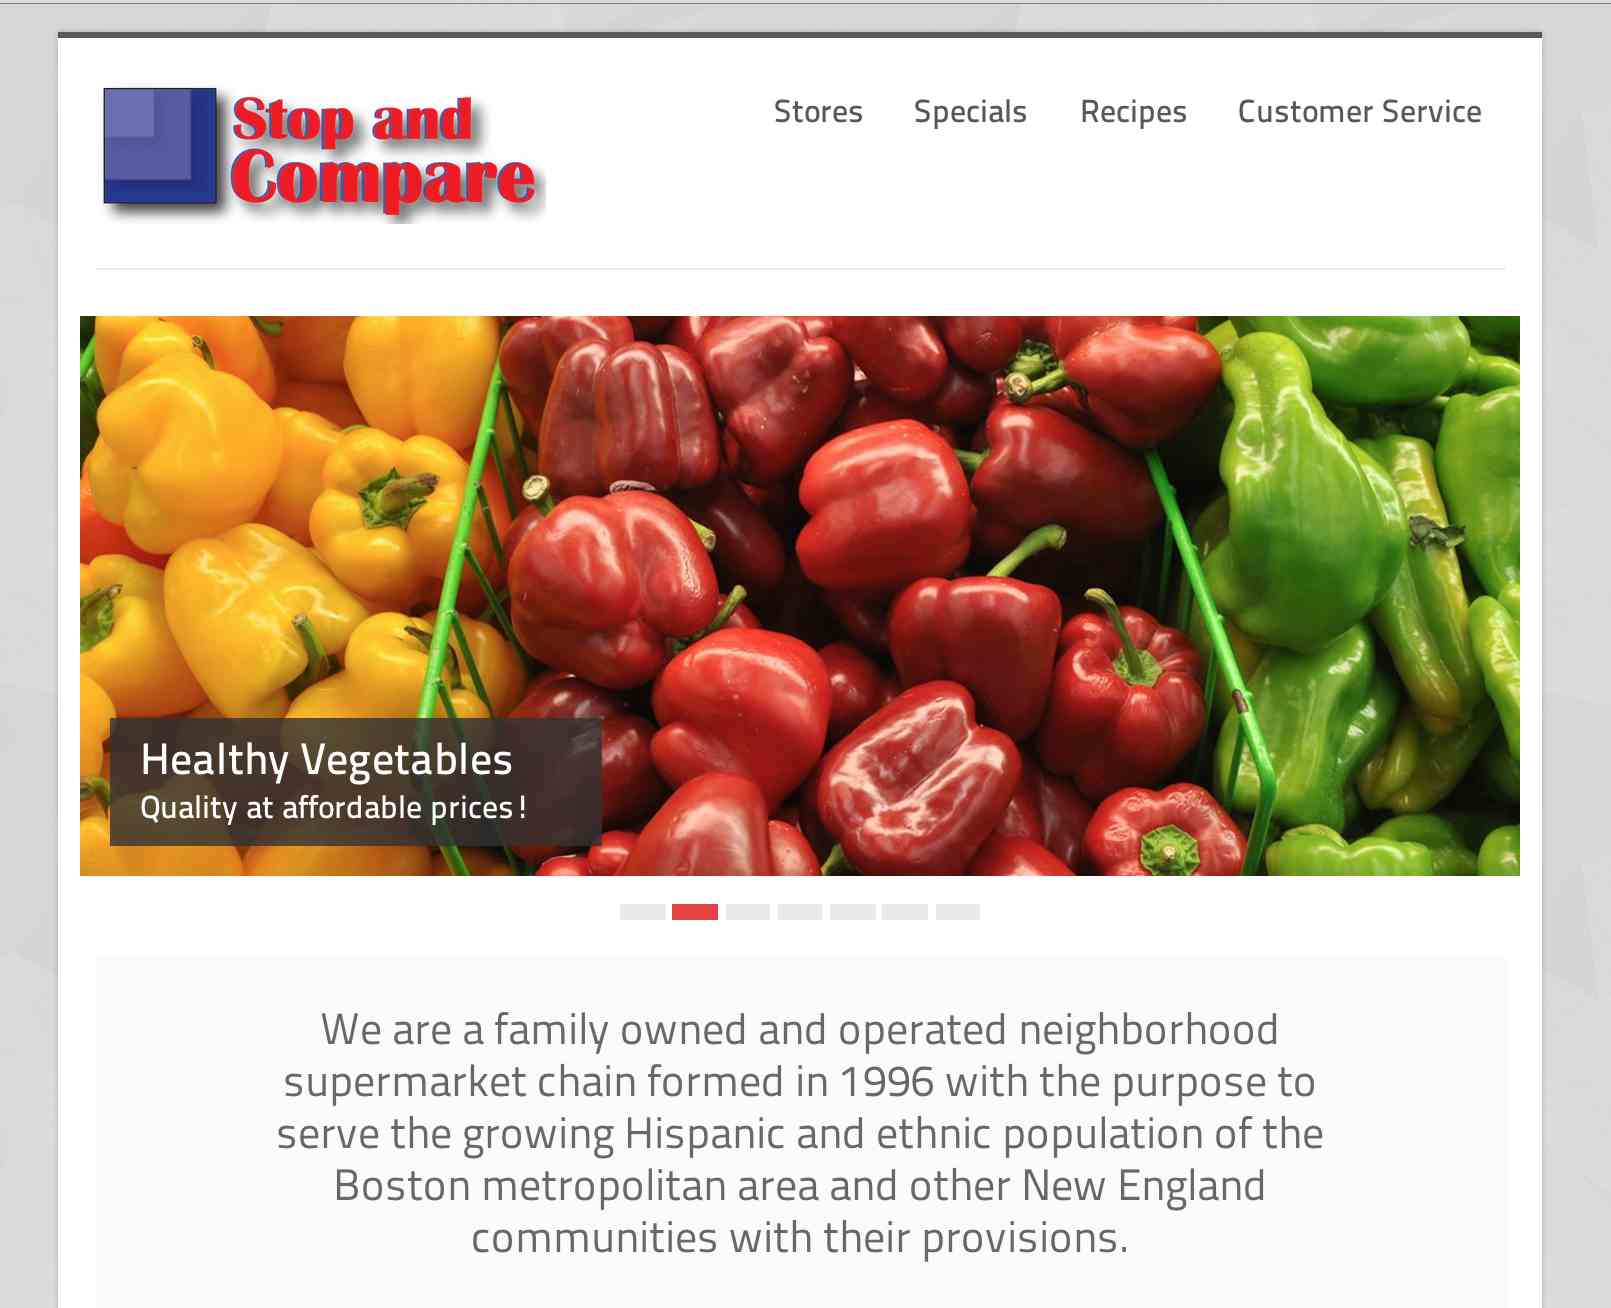 Stop and
Compare
Stores Specials Recipes Customer Service
Healthy Vegetables
Quality at affordable prices!
We are a family owned and operated neighborhood
supermarket chain formed in 1996 with the purpose to
serve the growing Hispanic and ethnic population of the
Boston metropolitan area and other New England
communities with their provisions.